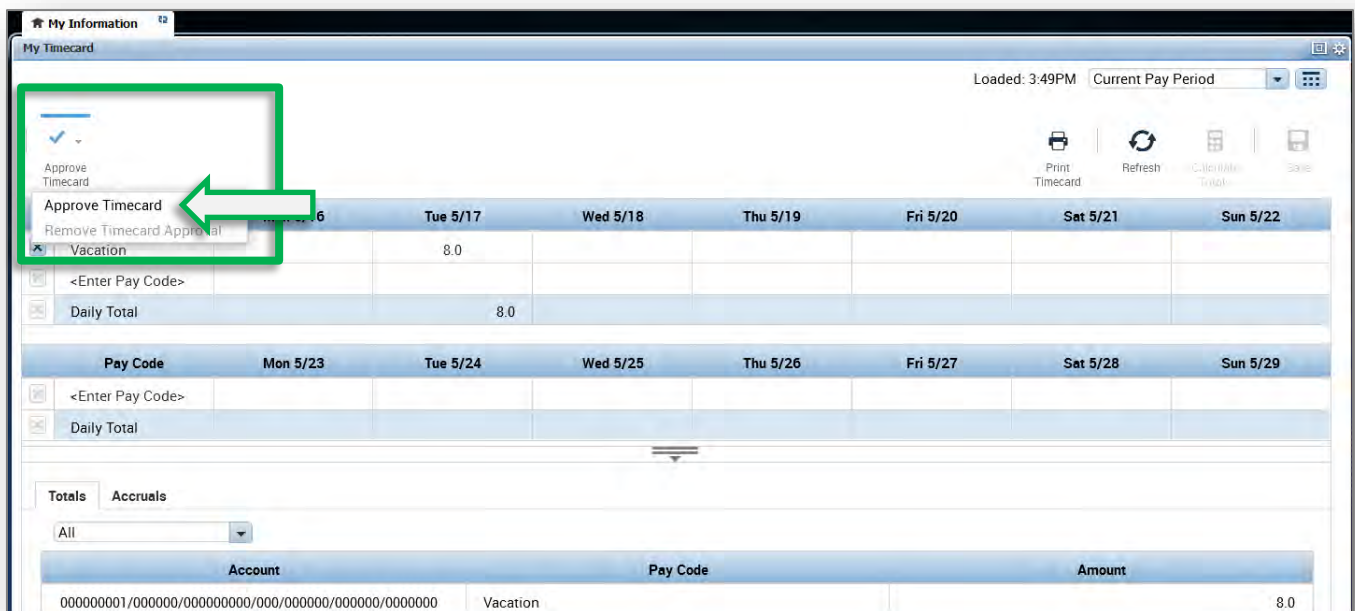 My Information
My Timecard
Loaded: 3:49PM Current Pay Period
Approve
Timecard
Print
Timecard
Refresh
Calculate
Totals
Save
Approve Timecard
Remove Timecard Approval
Tue 5/17 Wed 5/18 Thu 5/19 Fri 5/20 Sat 5/21 Sun 5/22
Vacation 8.0
<Enter Pay Code>
Daily Total 8.0
Pay Code Mon 5/23 Tue 5/24 Wed 5/25 Thu 5/26 Fri 5/27 Sat 5/28 Sun 5/29
<Enter Pay Code>
Daily Total
Totals Accruals
All
Account Pay Code Amount
000000001/000000/000000000/000/000000/000000/0000000 Vacation 8.0